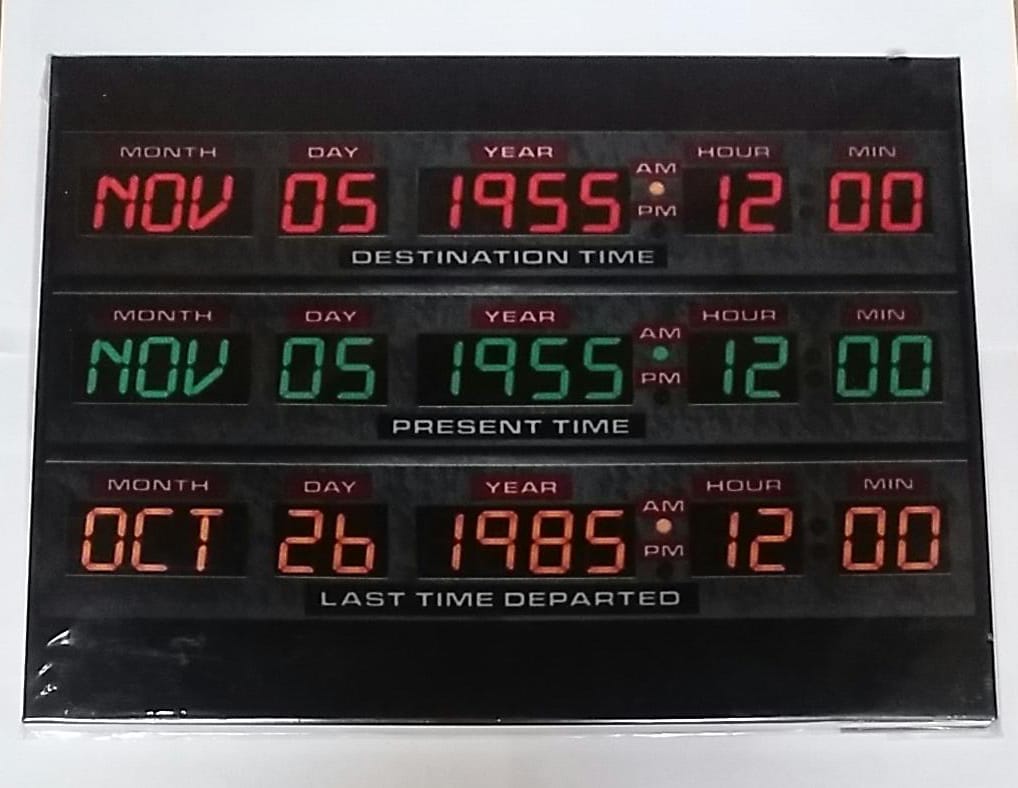 MONTH DAY YEAR HOUR MIN
AM
NOV 05 1955 12 00
PM
DESTINATION TIME
MONTH DAY YEAR HOUR MIN
AM
NOV 05 1955 12 00
PM
PRESENT TIME
MONTH DAY YEAR HOUR MIN
AM
OCT 26 1985 12 00
PM
LAST TIME DEPARTED